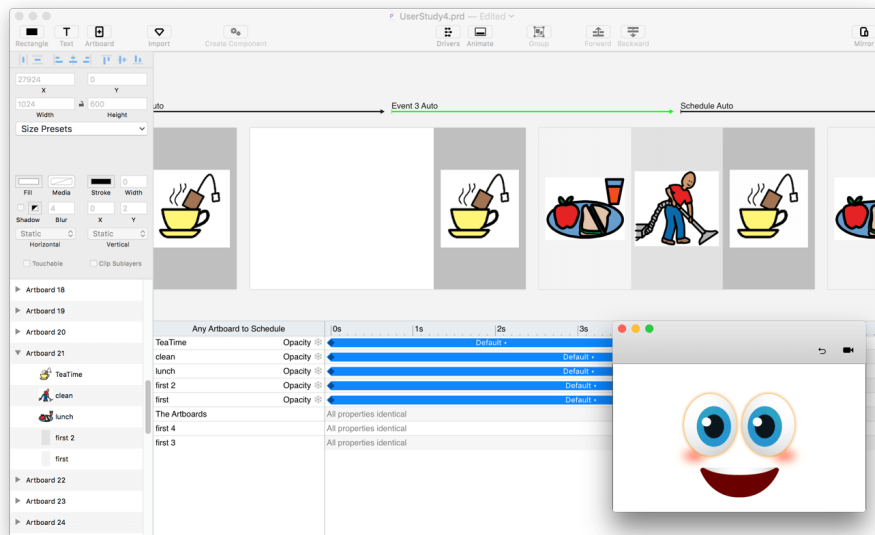 UserStudy4.prd — Edited
Rectangle Text Artboard Import Create Component Drivers Animate Group Forward Backward Mirror
27924 0
X Y
1024 600
Width Height
Size Presets
uto Event 3 Auto Schedule Auto
0
Fill Media Stroke Width
4 0 2
Shadow Blur X Y
Static Static
Horizontal Vertical
Touchable Clip Sublayers
Artboard 18
Artboard 19
Artboard 20
Artboard 21
TeaTime
clean
lunch
first 2
first
Artboard 22
Artboard 23
Artboard 24
Any Artboard to Schedule 0s 1s 2s 3s
TeaTime Opacity Default
clean Opacity Default
lunch Opacity Default
first 2 Opacity Default
first Opacity Default
The Artboards All properties identical
first 4 All properties identical
first 3 All properties identical